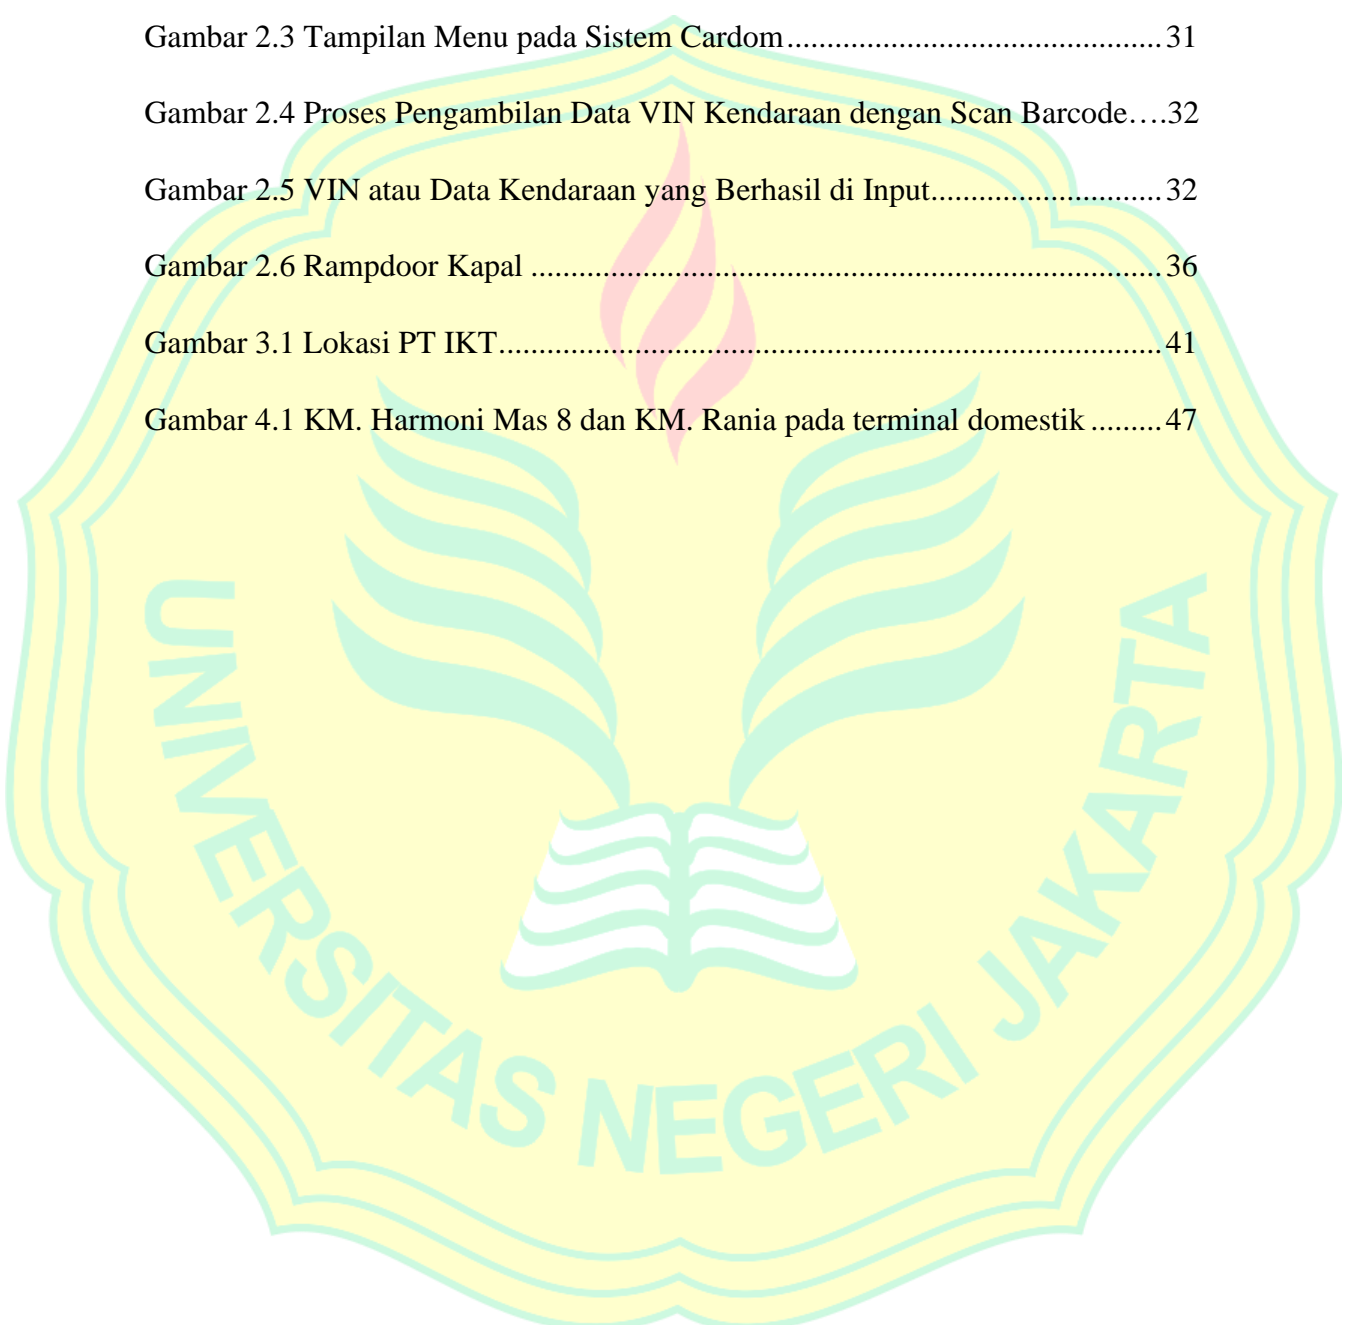 Gambar 2.3 Tampilan Menu pada Sistem Cardom............................................... 31
Gambar 2.4 Proses Pengambilan Data VIN Kendaraan dengan Scan Barcode….32
Gambar 2.5 VIN atau Data Kendaraan yang Berhasil di Input............................. 32
Gambar 2.6 Rampdoor Kapal ............................................................................... 36
Gambar 3.1 Lokasi PT IKT................................................................................... 41
Gambar 4.1 KM. Harmoni Mas 8 dan KM. Rania pada terminal domestik ......... 47
UNIVERSITAS NEGERI JAKARTA